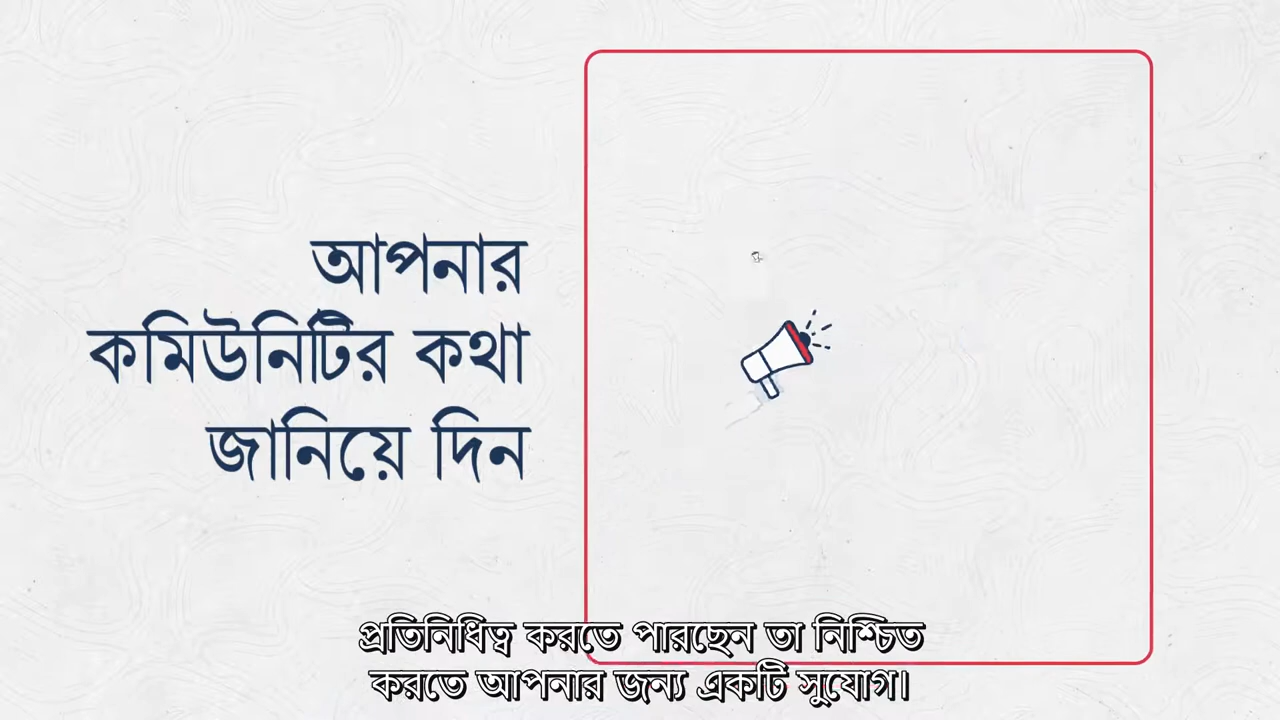 আপনার
কমিউনিটির কথা
জানিয়ে দিন
প্রতিনিধিত্ব করতে পারছেন তা নিশ্চিত
করতে আপনার জন্য একটি সুযোগ।